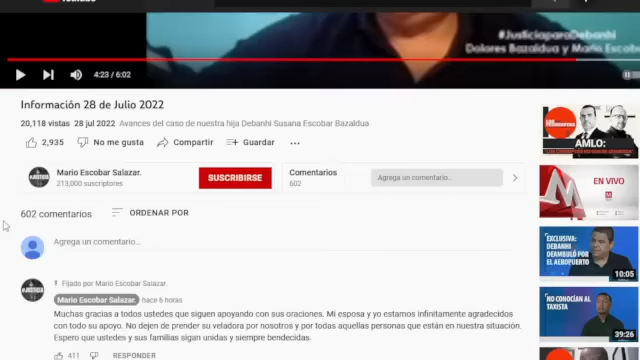 #JusticiaparaDebanhi
Dolores Bazaldua y Mario Escoba
4:23 / 6:02
Información 28 de Julio 2022
20,118 vistas 28 jul 2022 Avances del caso de nuestra hija Debanhi Susana Escobar Bazaldua
2,935 No me gusta Compartir Guardar ...
Mario Escobar Salazar.
213,000 suscriptores
SUSCRIBIRSE
Comentarios
602
Agrega un comentario...
602 comentarios ORDENAR POR
Agrega un comentario...
Fijado por Mario Escobar Salazar.
Mario Escobar Salazar. hace 6 horas
Muchas gracias a todos ustedes que siguen apoyando con sus oraciones. Mi esposa y yo estamos infinitamente agradecidos
con todo su apoyo. No dejen de prender su veladora por nosotros y por todas aquellas personas que están en nuestra situación.
Espero que ustedes y sus familias sigan unidas y siempre bendecidas.
411 RESPONDER
AMLO:
EN VIVO
EXCLUSIVA:
DEBANHI
DEAMBULÓ POR
EL AEROPUERTO
10:05
NO CONOCÍAN AL
TAXISTA
39:26